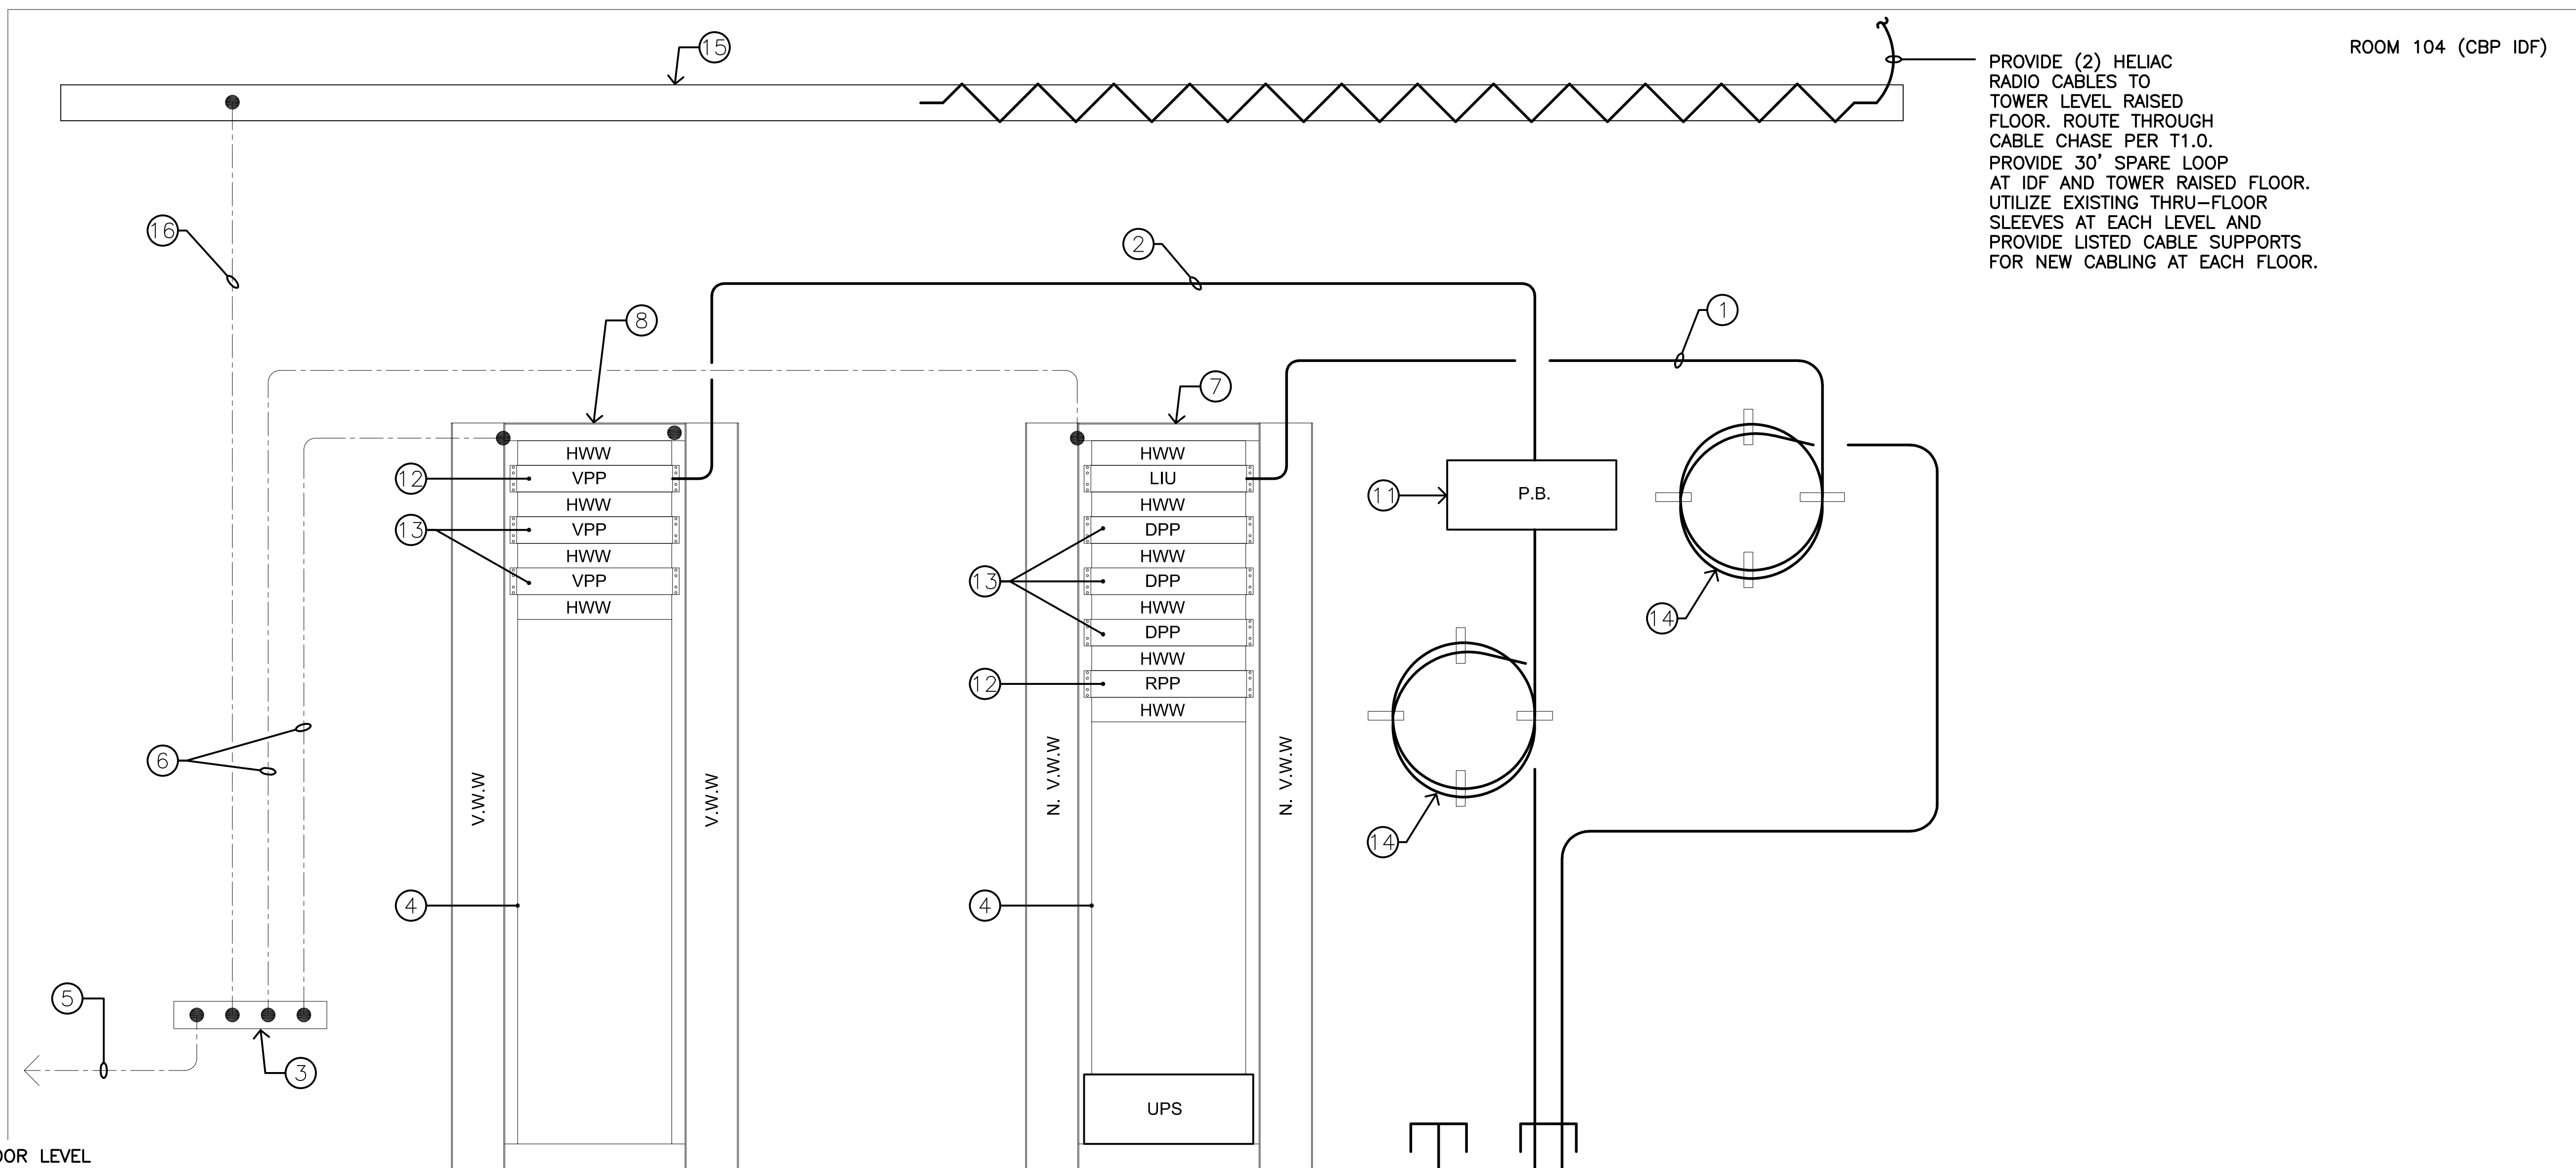 ROOM 104 (CBP IDF)
15
PROVIDE (2) HELIAC
RADIO CABLES TO
TOWER LEVEL RAISED
FLOOR. ROUTE THROUGH
CABLE CHASE PER T1.0.
PROVIDE 30' SPARE LOOP
AT IDF AND TOWER RAISED FLOOR.
UTILIZE EXISTING THRU-FLOOR
SLEEVES AT EACH LEVEL AND
PROVIDE LISTED CABLE SUPPORTS
FOR NEW CABLING AT EACH FLOOR.
16
2
1
8
7
HWW
12
VPP
HWW
13
VPP
HWW
VPP
HWW
V.W.W
V.W.W
4
HWW
LIU
HWW
DPP
HWW
13
DPP
HWW
DPP
HWW
12
RPP
HWW
N. V.W.W
N. V.W.W
4
UPS
11
P.B.
14
14
6
5
3
OOR LEVEL